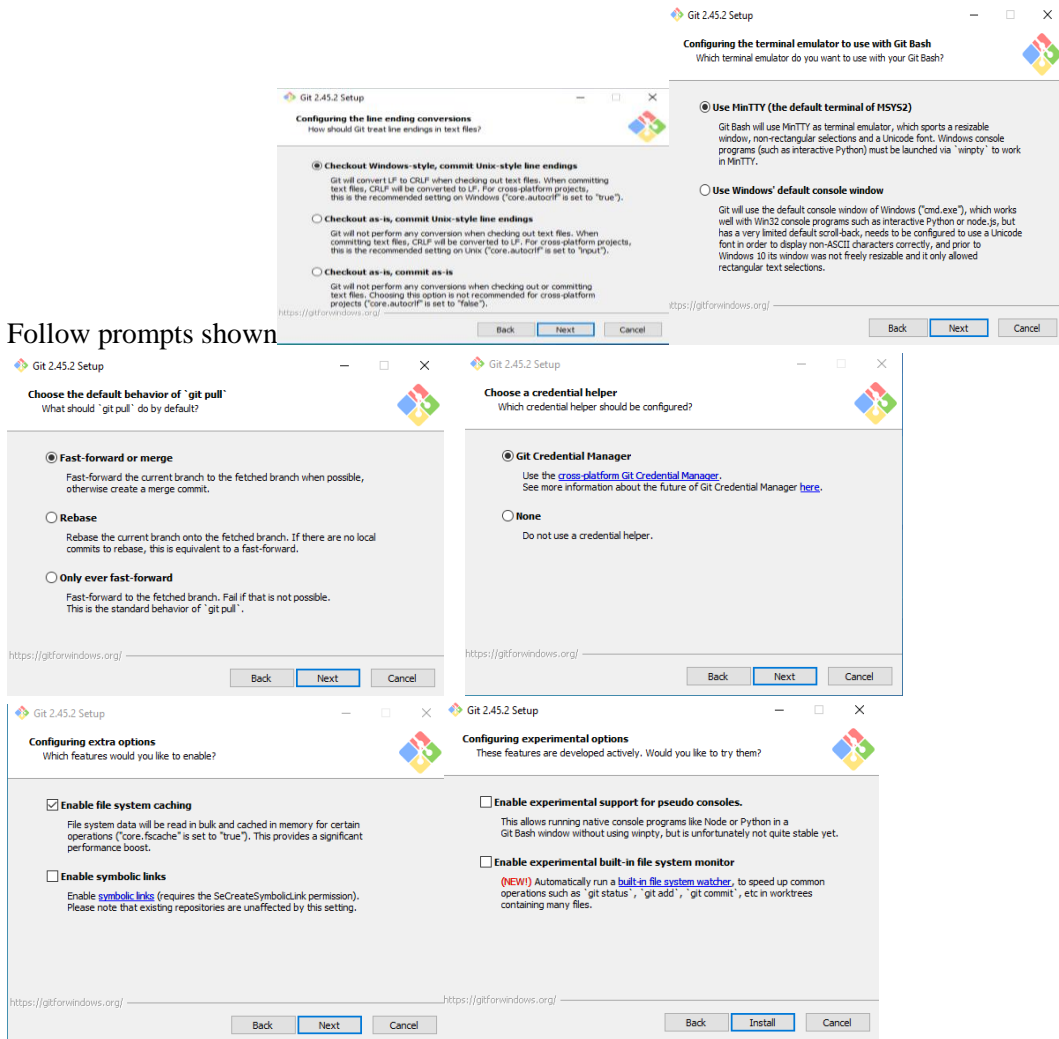 Git 2.45.2 Setup
Configuring the line ending conversions
How should Git treat line endings in text files?
Checkout Windows-style, commit Unix-style line endings
Git will convert LF to CRLF when checking out text files. When committing
text files, CRLF will be converted to LF. For cross-platform projects,
this is the recommended setting on Windows ("core.autocrlf" is set to "true").
Checkout as-is, commit Unix-style line endings
Git will not perform any conversion when checking out text files. When
committing text files, CRLF will be converted to LF. For cross-platform projects,
this is the recommended setting on Unix ("core.autocrlf" is set to "input").
Checkout as-is, commit as-is
Git will not perform any conversions when checking out or committing
text files. Choosing this option is not recommended for cross-platform
projects ("core.autocrlf" is set to "false").
https://gitforwindows.org/
Back Next Cancel
Git 2.45.2 Setup
Configuring the terminal emulator to use with Git Bash
Which terminal emulator do you want to use with your Git Bash?
Use MinTTY (the default terminal of MSYS2)
Git Bash will use MinTTY as terminal emulator, which sports a resizable
window, non-rectangular selections and a Unicode font. Windows console
programs (such as interactive Python) must be launched via `winpty` to work
in MinTTY.
Use Windows' default console window
Git will use the default console window of Windows ("cmd.exe"), which works
well with Win32 console programs such as interactive Python or node.js, but
has a very limited default scroll-back, needs to be configured to use a Unicode
font in order to display non-ASCII characters correctly, and prior to
Windows 10 its window was not freely resizable and it only allowed
rectangular text selections.
ttps://gitforwindows.org/
Back Next Cancel
Follow prompts shown
Git 2.45.2 Setup
Choose the default behavior of `git pull`
What should `git pull` do by default?
Fast-forward or merge
Fast-forward the current branch to the fetched branch when possible,
otherwise create a merge commit.
Rebase
Rebase the current branch onto the fetched branch. If there are no local
commits to rebase, this is equivalent to a fast-forward.
Only ever fast-forward
Fast-forward to the fetched branch. Fail if that is not possible.
This is the standard behavior of `git pull`.
https://gitforwindows.org/
Back Next Cancel
Git 2.45.2 Setup
Choose a credential helper
Which credential helper should be configured?
Git Credential Manager
Use the cross-platform Git Credential Manager.
See more information about the future of Git Credential Manager here.
None
Do not use a credential helper.
https://gitforwindows.org/
Back Next Cancel
Git 2.45.2 Setup
Configuring extra options
Which features would you like to enable?
Enable file system caching
File system data will be read in bulk and cached in memory for certain
operations ("core.fscache" is set to "true"). This provides a significant
performance boost.
Enable symbolic links
Enable symbolic links (requires the SeCreateSymbolicLink permission).
Please note that existing repositories are unaffected by this setting.
https://gitforwindows.org/
Back Next Cancel
Git 2.45.2 Setup
Configuring experimental options
These features are developed actively. Would you like to try them?
Enable experimental support for pseudo consoles.
This allows running native console programs like Node or Python in a
Git Bash window without using winpty, but is unfortunately not quite stable yet.
Enable experimental built-in file system monitor
(NEW!) Automatically run a built-in file system watcher, to speed up common
operations such as `git status`, `git add`, `git commit`, etc in worktrees
containing many files.
https://gitforwindows.org/
Back Install Cancel